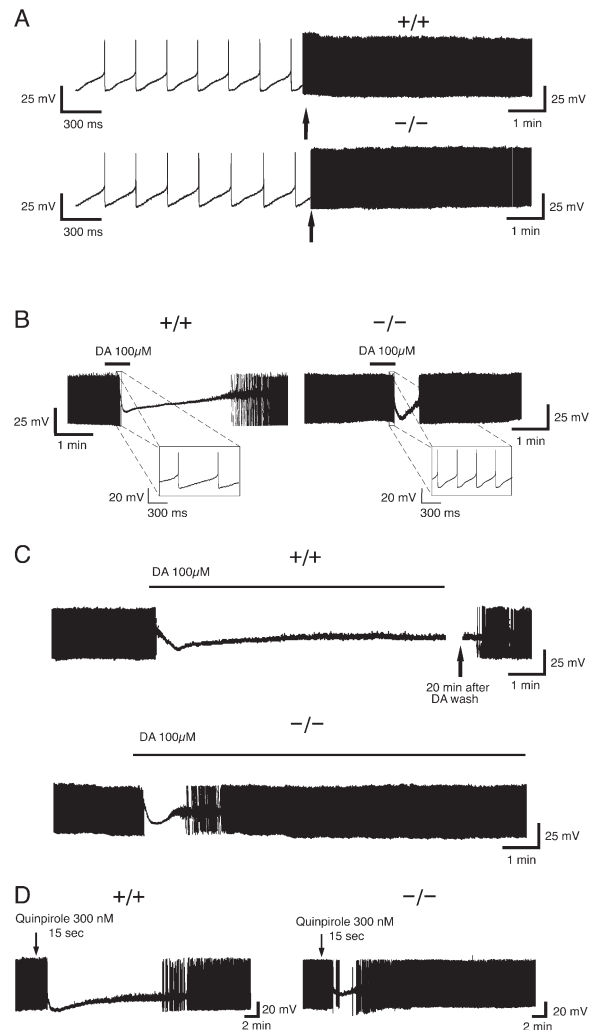 A
+/+
25 mV
300 ms
25 mV
1 min
−/−
25 mV
300 ms
25 mV
1 min
B
+/+
−/−
DA 100µM
DA 100µM
25 mV
1 min
25 mV
1 min
20 mV
300 ms
20 mV
300 ms
C
+/+
DA 100µM
25 mV
1 min
20 min after
DA wash
−/−
DA 100µM
25 mV
1 min
D
+/+
−/−
Quinpirole 300 nM
15 sec
Quinpirole 300 nM
15 sec
20 mV
2 min
20 mV
2 min